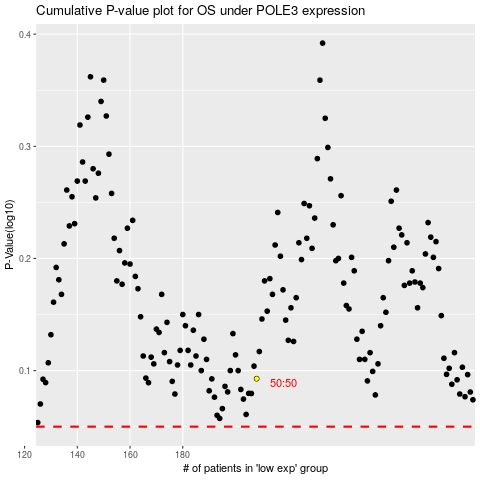 Cumulative P-value plot for OS under POLE3 expression
P-Value(log10)
0.4
0.3
0.2
0.1
50:50
120 140 160 180
# of patients in 'low exp' group